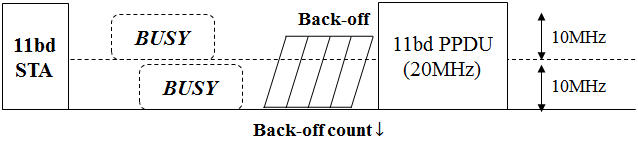 Back-off
11bd
STA
BUSY
BUSY
11bd PPDU
(20MHz)
10MHz
10MHz
Back-off count↓